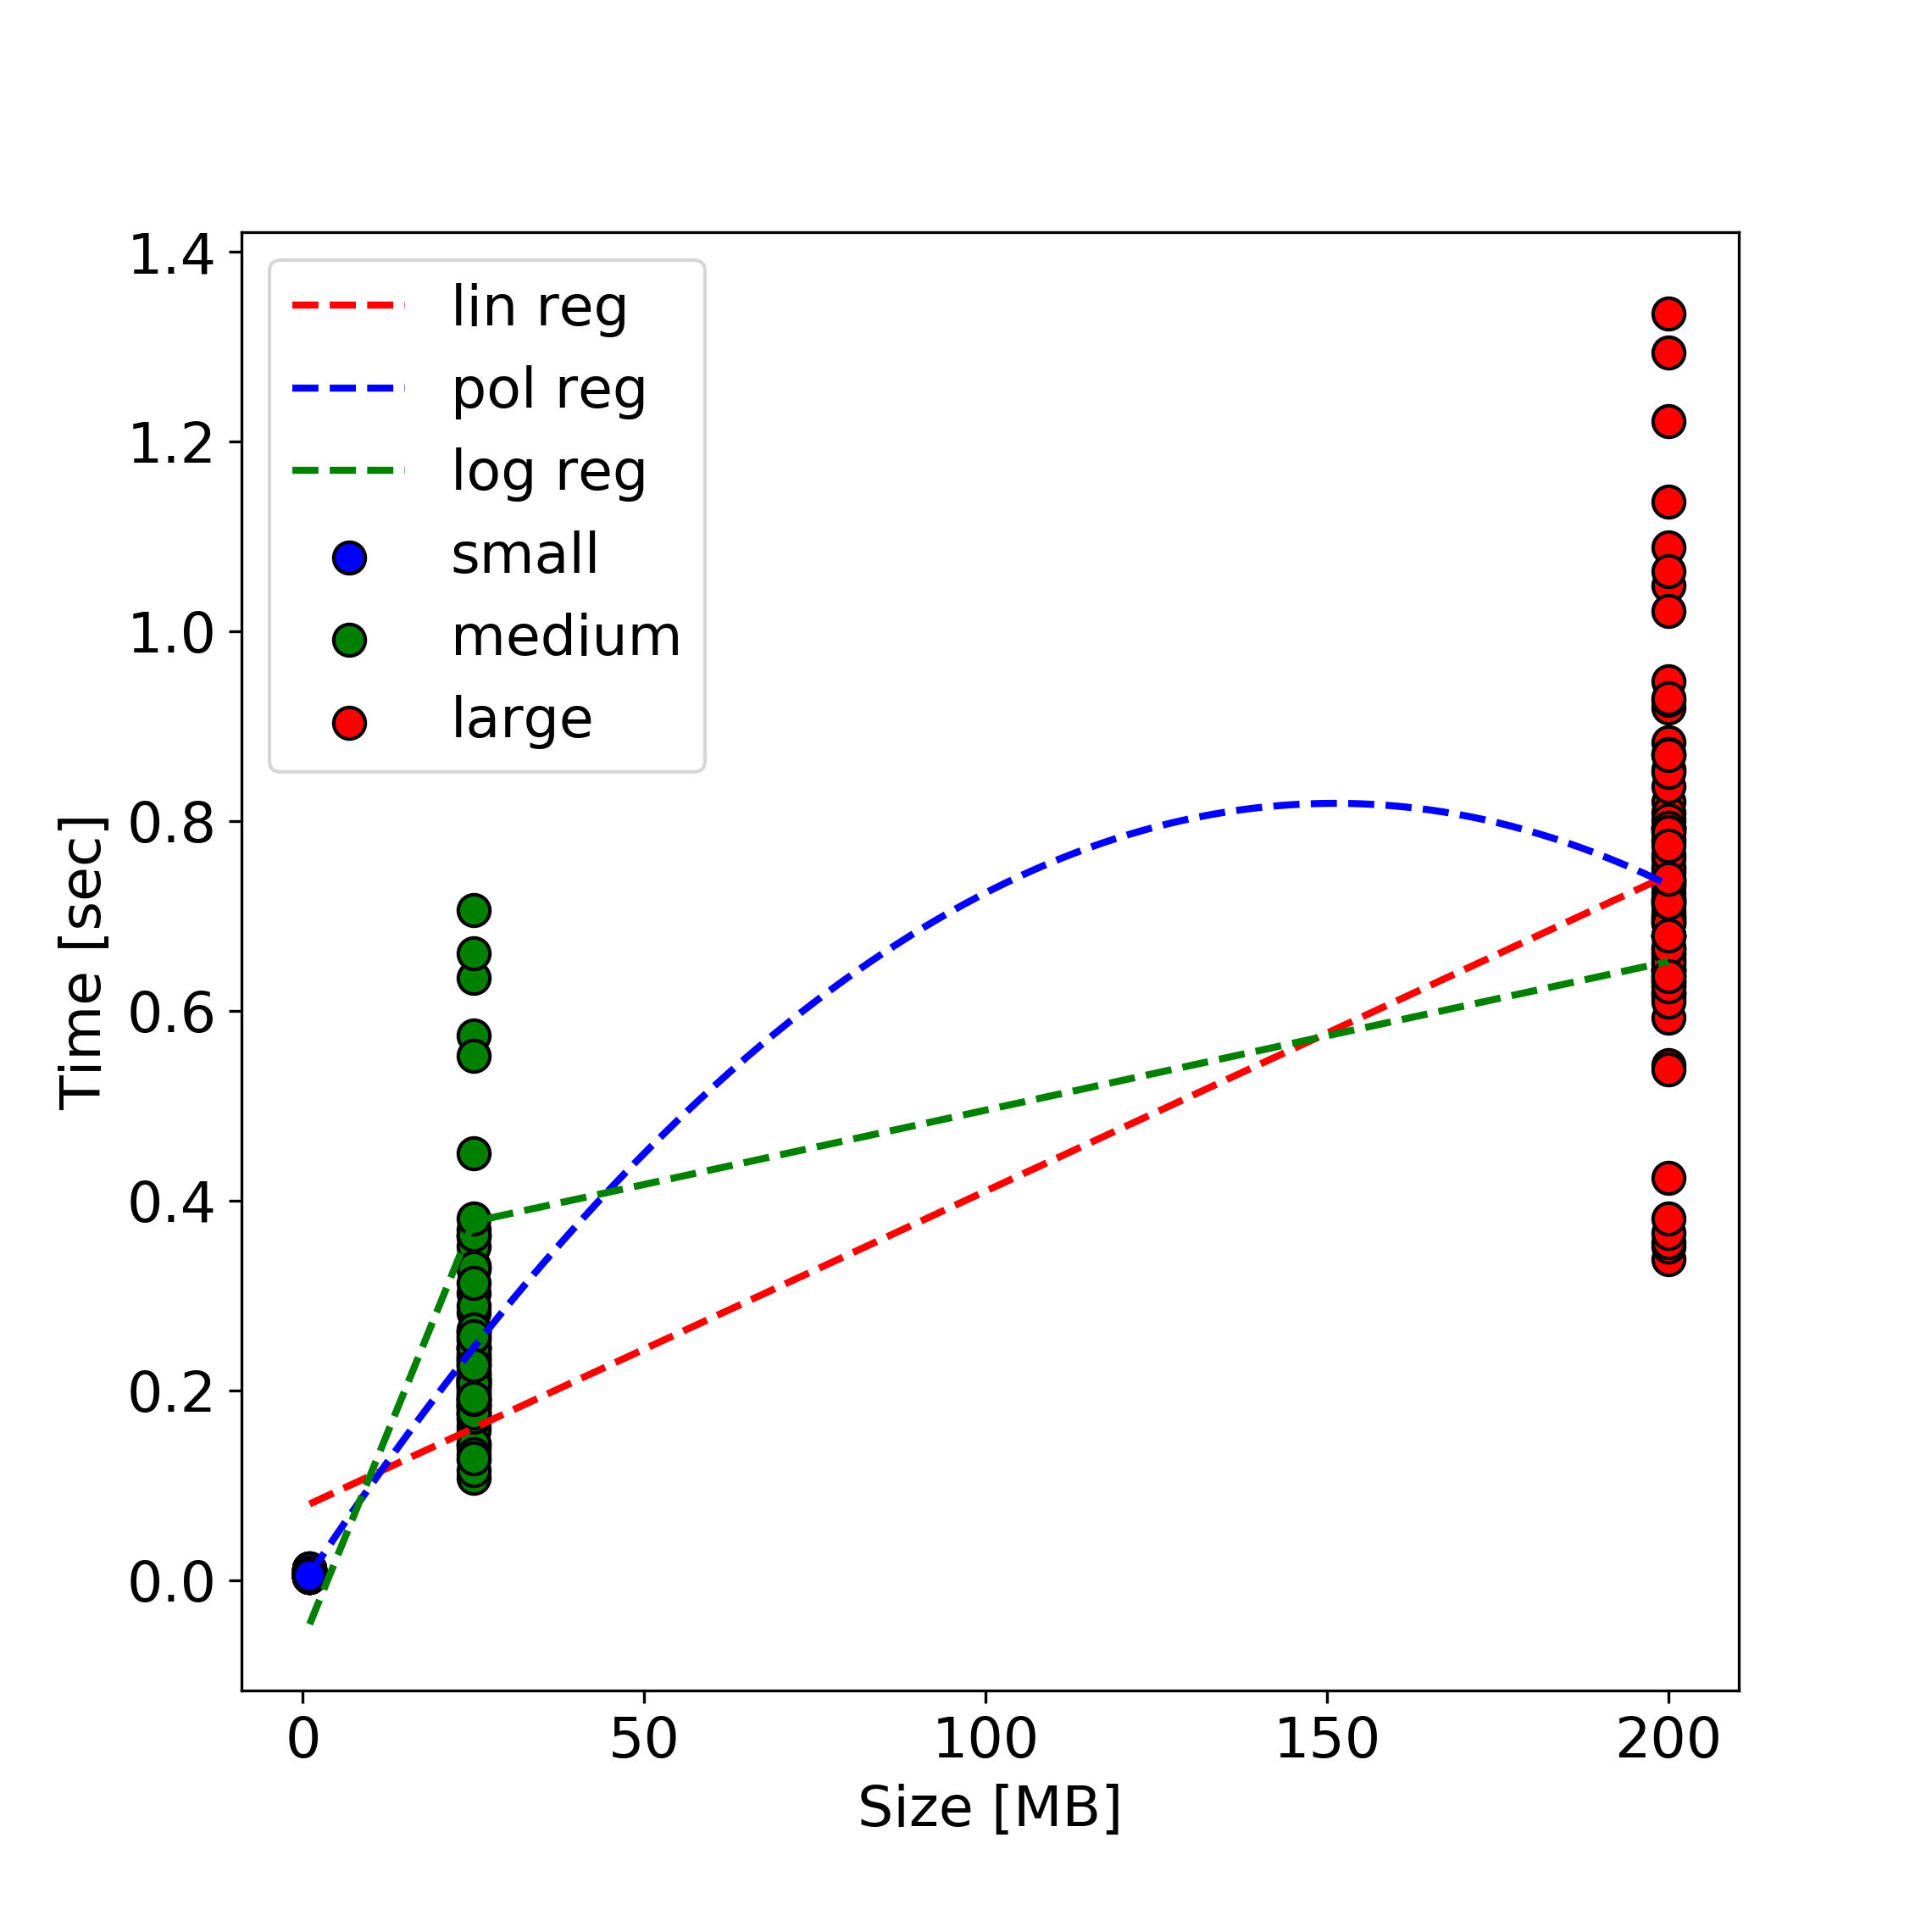 1.4
1.2
1.0
0.8
0.6
0.4
0.2
0.0
Time [sec]
lin reg
pol reg
log reg
small
medium
large
0 50 100 150 200
Size [MB]